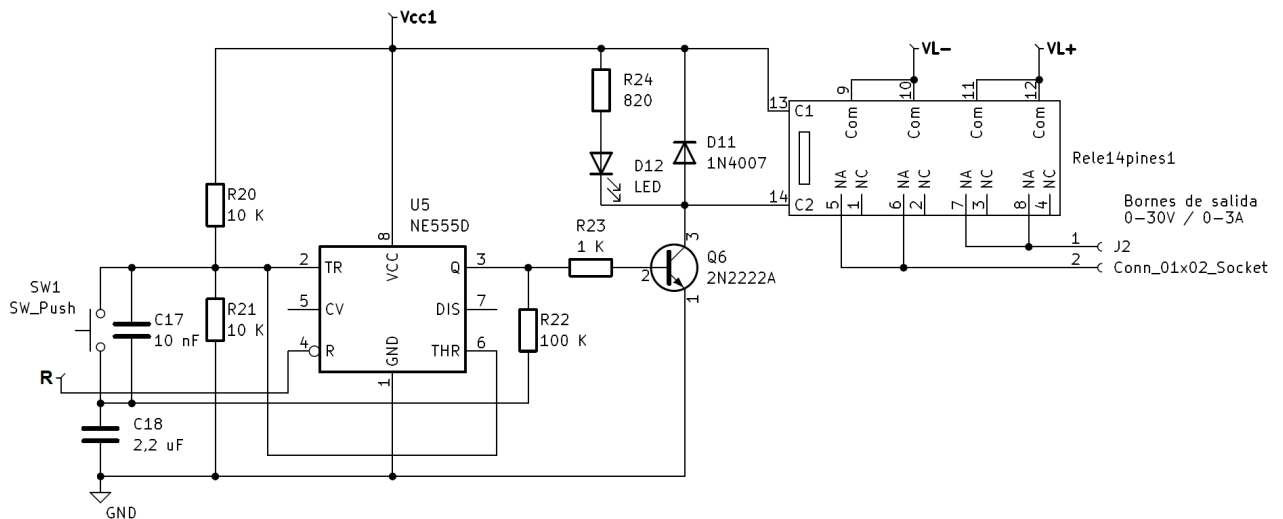 Vcc1
VL-
VL+
R24
820
9
10
11
12
13
C1
Com
Com
Com
Com
D11
1N4007
D12
LED
Rele14pines1
NA
NC
NA
NC
NA
NC
NA
NC
14
C2
5
1
6
2
7
3
8
4
Bornes de salida
0-30V / 0-3A
R20
10 K
U5
NE555D
8
R23
1 K
3
1
J2
2
TR
VCC
Q
3
2
Q6
2N2222A
2
Conn_01x02_Socket
SW1
SW_Push
C17
10 nF
R21
10 K
5
CV
DIS
7
1
R22
100 K
4
R
GND
THR
6
R
1
C18
2,2 uF
GND